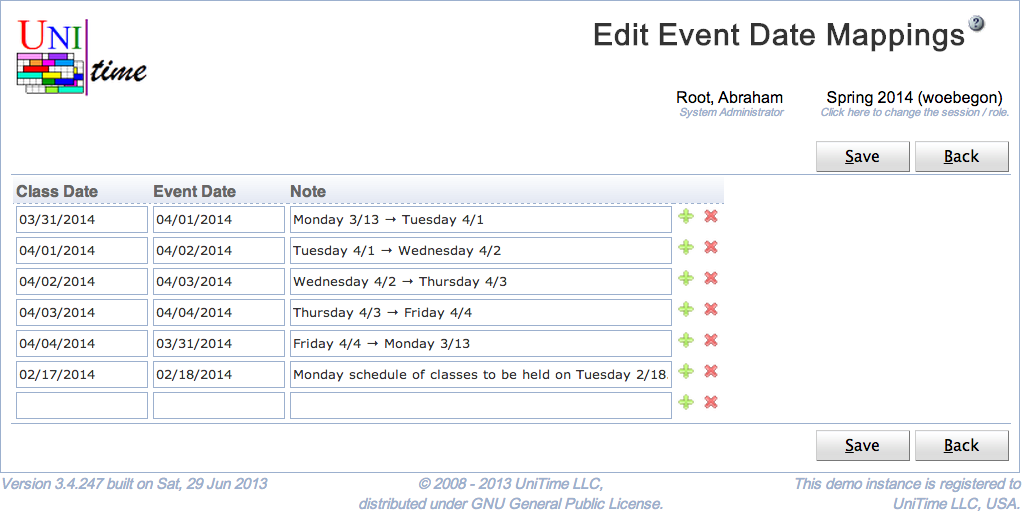 UNI
time
Edit Event Date Mappings ?
Root, Abraham Spring 2014 (woebegon)
System Administrator Click here to change the session / role.
Save Back
Class Date Event Date Note
03/31/2014 04/01/2014 Monday 3/13 → Tuesday 4/1
04/01/2014 04/02/2014 Tuesday 4/1 → Wednesday 4/2
04/02/2014 04/03/2014 Wednesday 4/2 → Thursday 4/3
04/03/2014 04/04/2014 Thursday 4/3 → Friday 4/4
04/04/2014 03/31/2014 Friday 4/4 → Monday 3/13
02/17/2014 02/18/2014 Monday schedule of classes to be held on Tuesday 2/18.
Save Back
Version 3.4.247 built on Sat, 29 Jun 2013 © 2008 - 2013 UniTime LLC, This demo instance is registered to
distributed under GNU General Public License. UniTime LLC, USA.